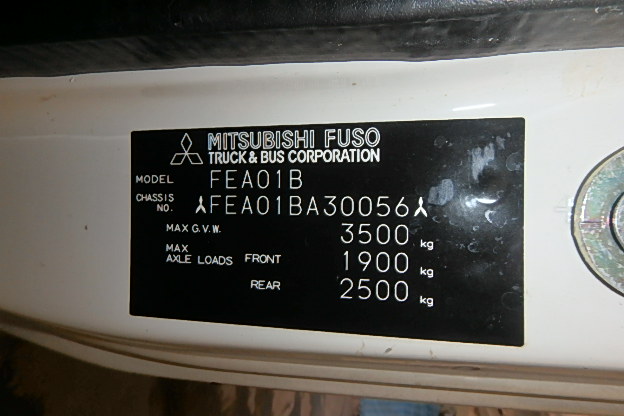 MITSUBISHI FUSO
TRUCK & BUS CORPORATION
MODEL FEA01B
CHASSIS NO. FEA01BA30056
MAX G.V.W. 3500 kg
MAX AXLE LOADS FRONT 1900 kg
REAR 2500 kg